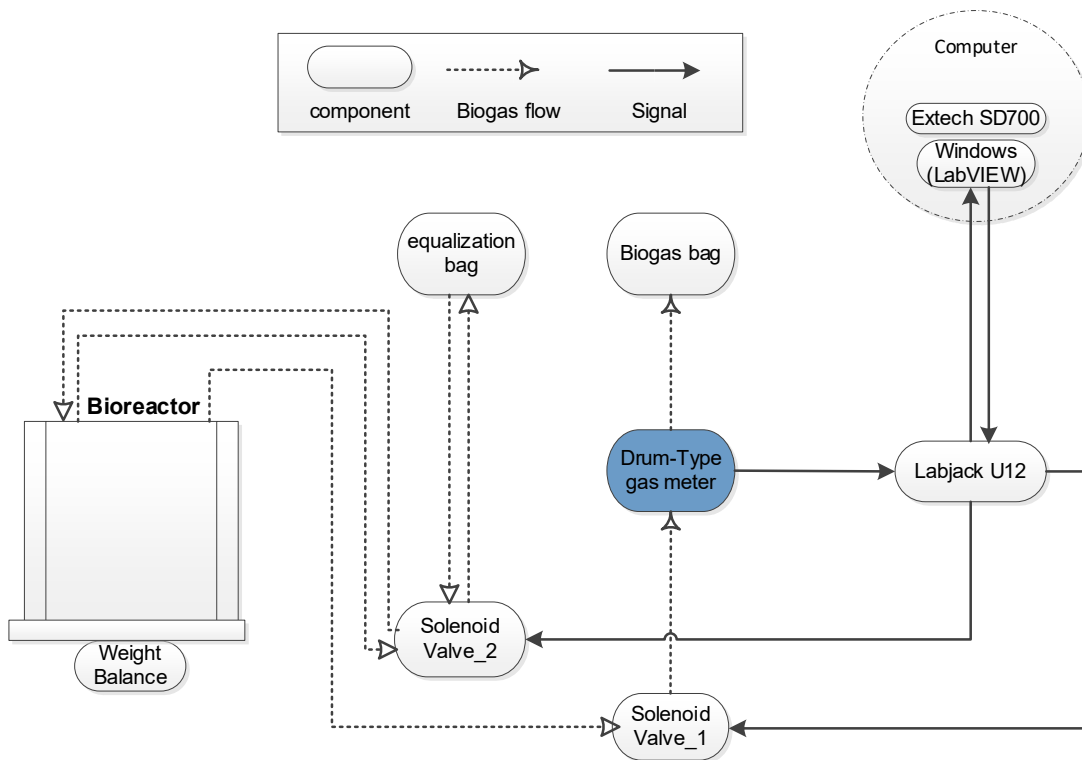 component
Biogas flow
Signal
Computer
Extech SD700
Windows
(LabVIEW)
equalization
bag
Biogas bag
Bioreactor
Drum-Type
gas meter
Labjack U12
Solenoid
Valve_2
Weight
Balance
Solenoid
Valve_1